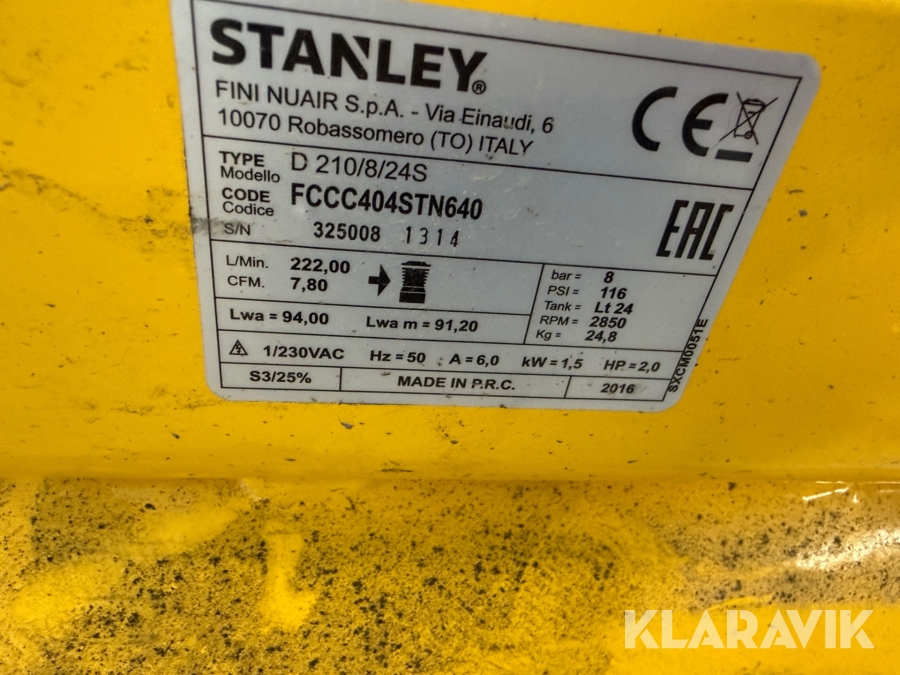 STANLEY®
FINI NUAIR S.p.A. - Via Einaudi, 6
10070 Robassomero (TO) ITALY
CE
TYPE D 210/8/24S
Modello
CODE FCCC404STN640
Codice
S/N 325008 1314
EAC
L/Min. 222,00
CFM. 7,80
bar = 8
PSI = 116
Tank = Lt 24
RPM = 2850
Kg = 24,8
Lwa = 94,00 Lwa m = 91,20
1/230VAC Hz = 50 A = 6,0 kW = 1,5 HP = 2,0
S3/25% MADE IN P.R.C. 2016
SXCM0051E
KLARAVIK